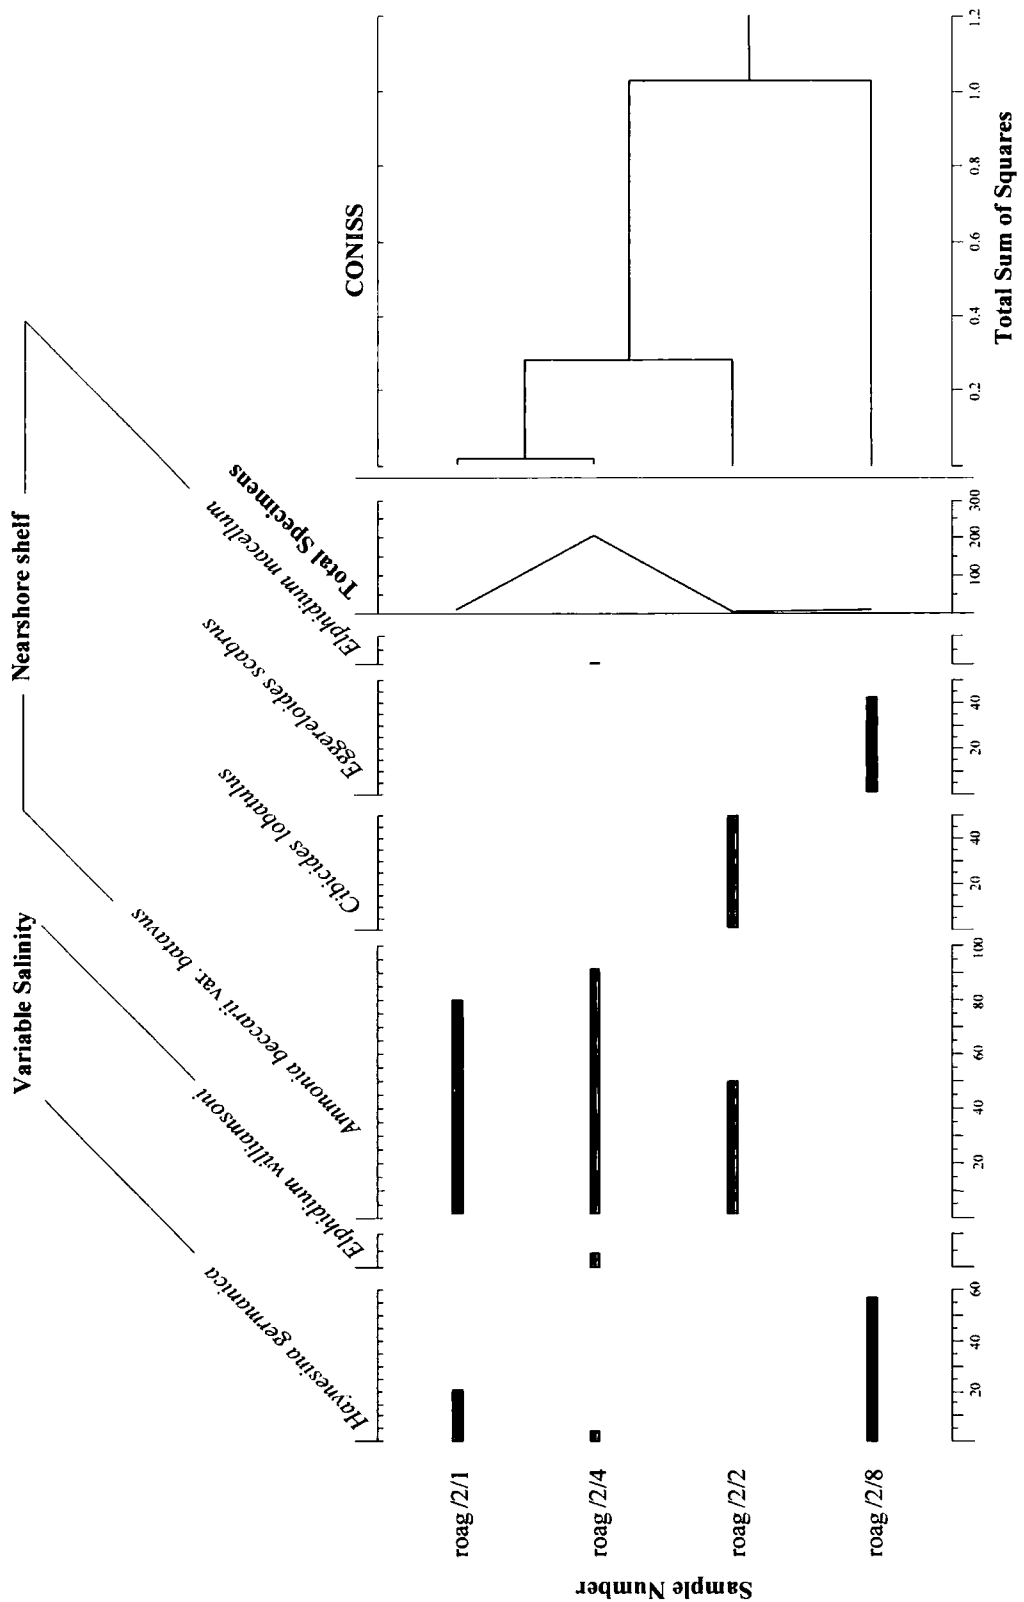 Variable Salinity
Nearshore shelf
Haynesina germanica
Elphidium williamsoni
Ammonia beccarii var. batavus
Cibicides lobatulus
Eggereloides scabrus
Elphidium macellum
Total Specimens
CONISS
Sample Number
roag /2/1
roag /2/4
roag /2/2
roag /2/8
20 40 60
20 40 60 80 100
20 40
20 40
100 200 300
0.2 0.4 0.6 0.8 1.0 1.2
Total Sum of Squares